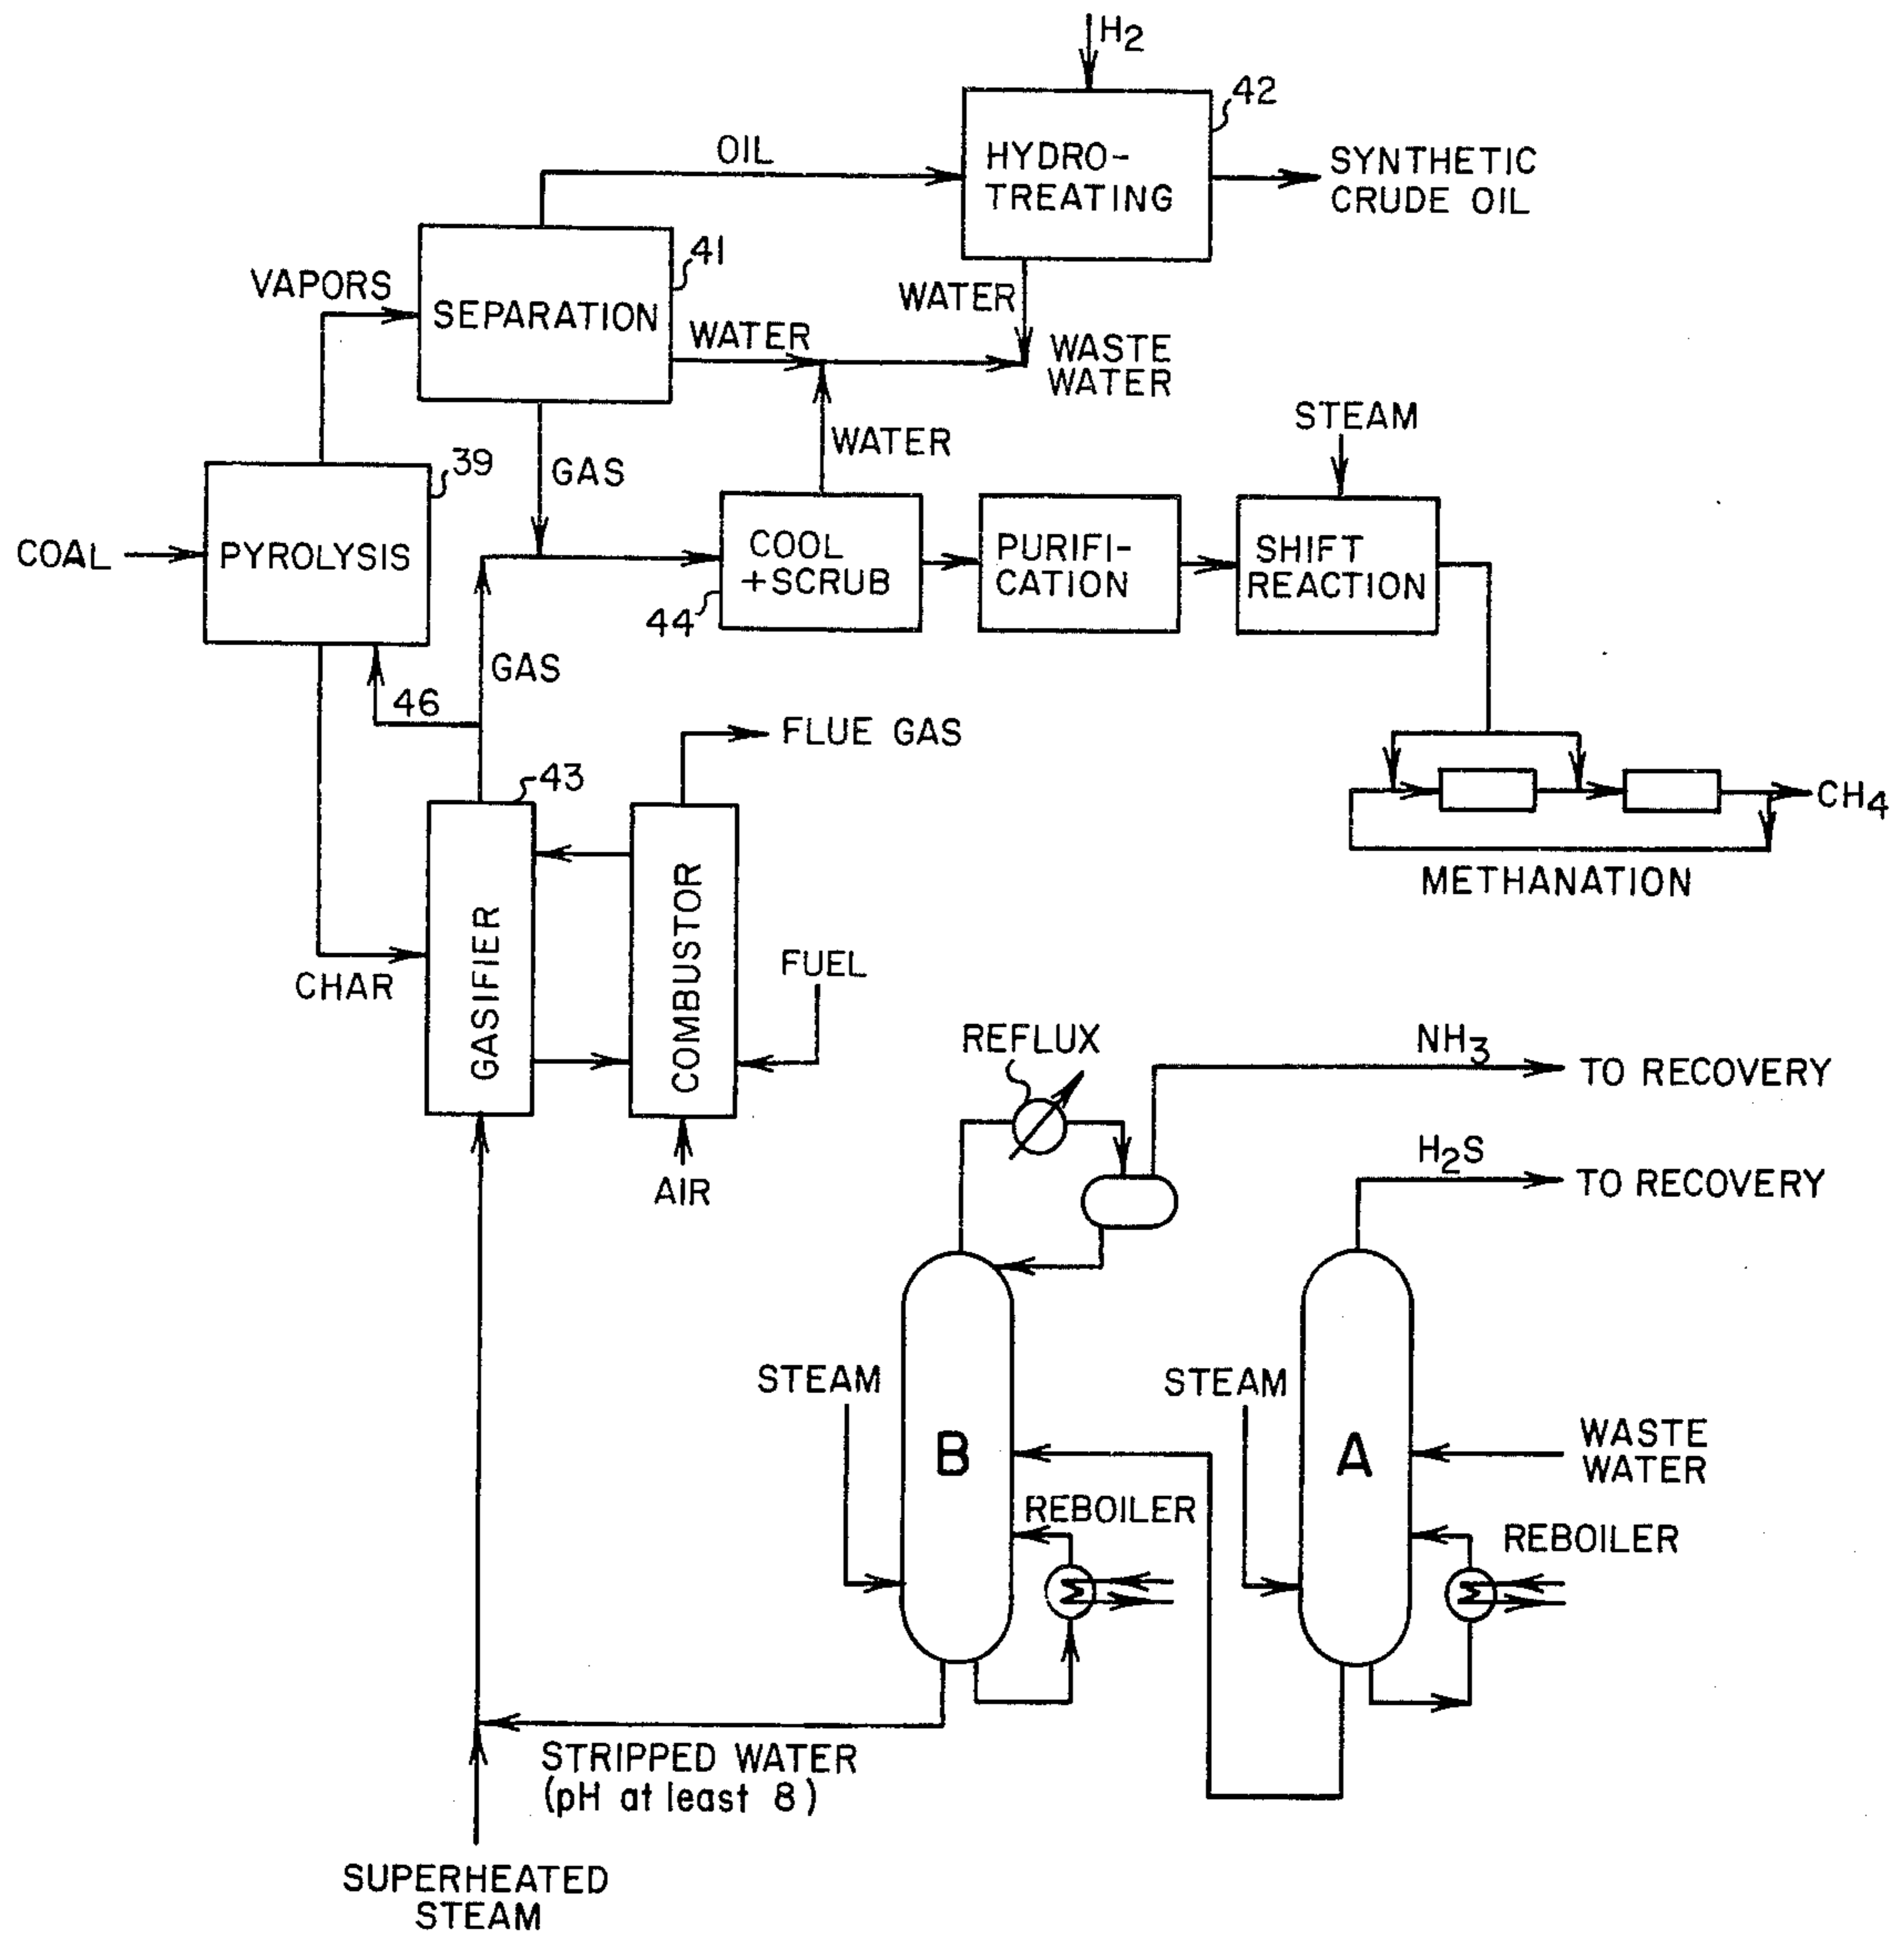 H2
42
OIL
HYDRO-
TREATING
SYNTHETIC
CRUDE OIL
41
VAPORS
SEPARATION
WATER
WATER
WASTE
WATER
STEAM
WATER
39
GAS
COAL
PYROLYSIS
COOL
+SCRUB
44
PURIFI-
CATION
SHIFT
REACTION
GAS
46
FLUE GAS
43
CH4
METHANATION
GASIFIER
COMBUSTOR
FUEL
CHAR
AIR
REFLUX
NH3
TO RECOVERY
H2S
TO RECOVERY
STEAM
STEAM
B
A
WASTE
WATER
REBOILER
REBOILER
STRIPPED WATER
(pH at least 8)
SUPERHEATED
STEAM